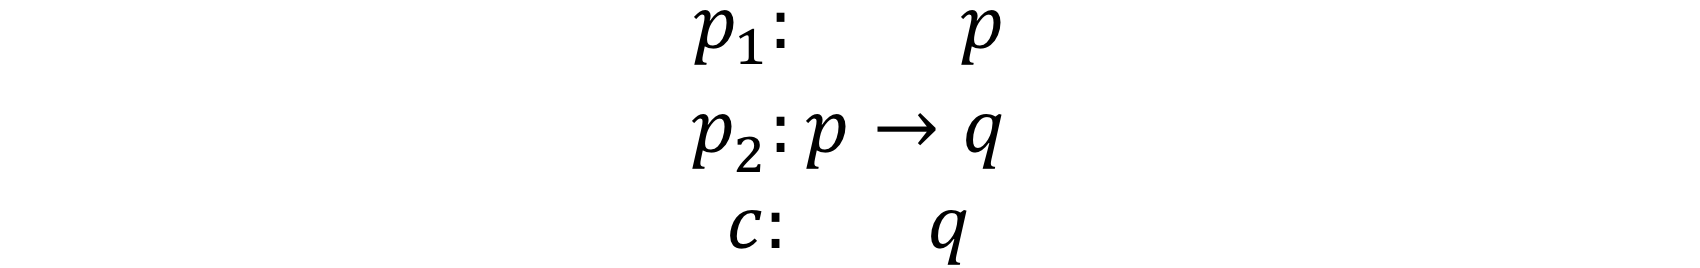 p₁: p
p₂: p → q
c: q